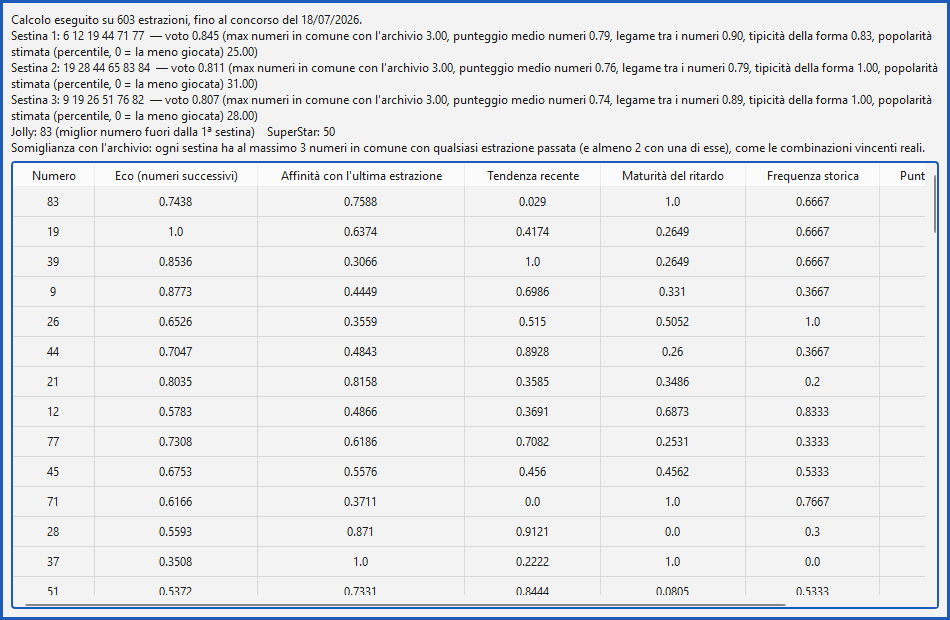 Calcolo eseguito su 603 estrazioni, fino al concorso del 18/07/2026.
Sestina 1: 6 12 19 44 71 77 — voto 0.845 (max numeri in comune con l'archivio 3.00, punteggio medio numeri 0.79, legame tra i numeri 0.90, tipicità della forma 0.83, popolarità
stimata (percentile, 0 = la meno giocata) 25.00)
Sestina 2: 19 28 44 65 83 84 — voto 0.811 (max numeri in comune con l'archivio 3.00, punteggio medio numeri 0.76, legame tra i numeri 0.79, tipicità della forma 1.00, popolarità
stimata (percentile, 0 = la meno giocata) 31.00)
Sestina 3: 9 19 26 51 76 82 — voto 0.807 (max numeri in comune con l'archivio 3.00, punteggio medio numeri 0.74, legame tra i numeri 0.89, tipicità della forma 1.00, popolarità
stimata (percentile, 0 = la meno giocata) 28.00)
Jolly: 83 (miglior numero fuori dalla 1ª sestina) SuperStar: 50
Somiglianza con l'archivio: ogni sestina ha al massimo 3 numeri in comune con qualsiasi estrazione passata (e almeno 2 con una di esse), come le combinazioni vincenti reali.
Numero Eco (numeri successivi) Affinità con l'ultima estrazione Tendenza recente Maturità del ritardo Frequenza storica Punt
83 0.7438 0.7588 0.029 1.0 0.6667
19 1.0 0.6374 0.4174 0.2649 0.6667
39 0.8536 0.3066 1.0 0.2649 0.6667
9 0.8773 0.4449 0.6986 0.331 0.3667
26 0.6526 0.3559 0.515 0.5052 1.0
44 0.7047 0.4843 0.8928 0.26 0.3667
21 0.8035 0.8158 0.3585 0.3486 0.2
12 0.5783 0.4866 0.3691 0.6873 0.8333
77 0.7308 0.6186 0.7082 0.2531 0.3333
45 0.6753 0.5576 0.456 0.4562 0.5333
71 0.6166 0.3711 0.0 1.0 0.7667
28 0.5593 0.871 0.9121 0.0 0.3
37 0.3508 1.0 0.2222 1.0 0.0
51 0.5372 0.7331 0.8444 0.0805 0.5333